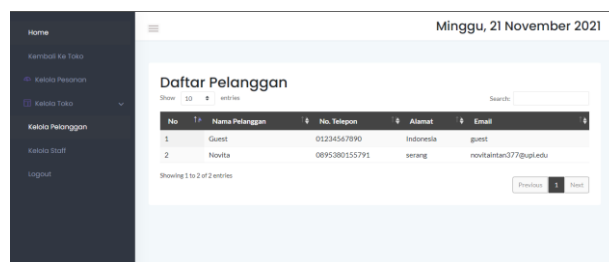 Home
Kembali Ke Toko
Kelola Pesanan
Kelola Toko
Kelola Pelanggan
Kelola Staff
Logout
Minggu, 21 November 2021
Daftar Pelanggan
Show 10 entries
Search:
No Nama Pelanggan No. Telepon Alamat Email
1 Guest 01234567890 Indonesia guest
2 Novita 0895380155791 serang novitaintan377@upi.edu
Showing 1 to 2 of 2 entries
Previous 1 Next